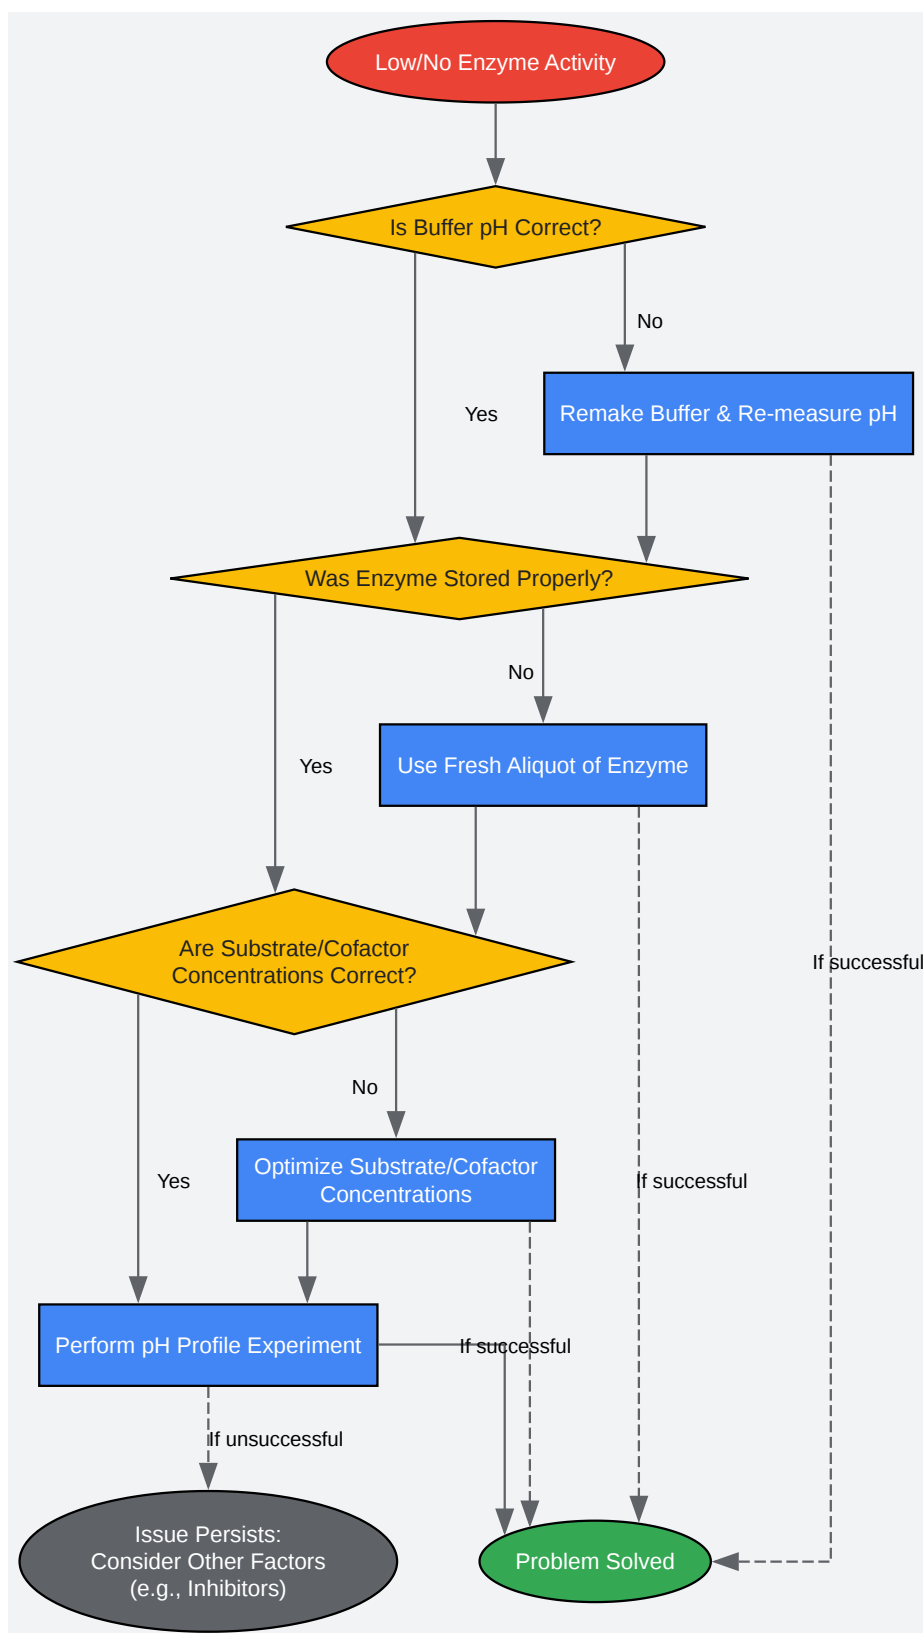 Low/No Enzyme Activity
Is Buffer pH Correct?
No
Yes
Remake Buffer & Re-measure pH
Was Enzyme Stored Properly?
No
Yes
Use Fresh Aliquot of Enzyme
Are Substrate/Cofactor
Concentrations Correct?
If successful
No
Yes
Optimize Substrate/Cofactor
Concentrations
If successful
Perform pH Profile Experiment
If successful
If unsuccessful
Issue Persists:
Consider Other Factors
(e.g., Inhibitors)
Problem Solved